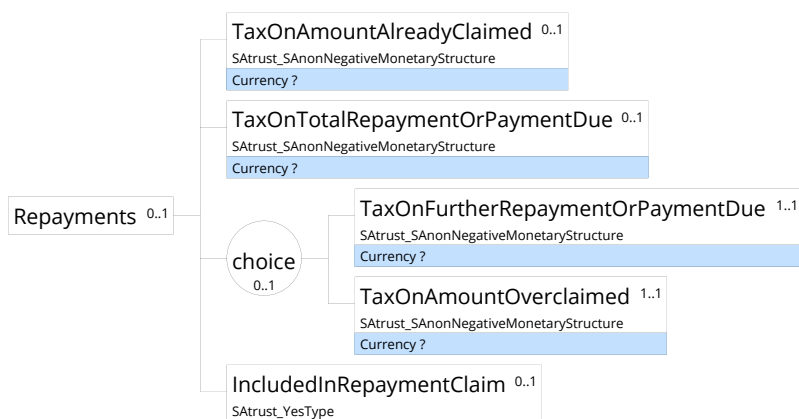 TaxOnAmountAlreadyClaimed 0..1
SAtrust_SAnonNegativeMonetaryStructure
Currency ?
TaxOnTotalRepaymentOrPaymentDue 0..1
SAtrust_SAnonNegativeMonetaryStructure
Currency ?
Repayments 0..1
choice
0..1
TaxOnFurtherRepaymentOrPaymentDue 1..1
SAtrust_SAnonNegativeMonetaryStructure
Currency ?
TaxOnAmountOverclaimed 1..1
SAtrust_SAnonNegativeMonetaryStructure
Currency ?
IncludedInRepaymentClaim 0..1
SAtrust_YesType